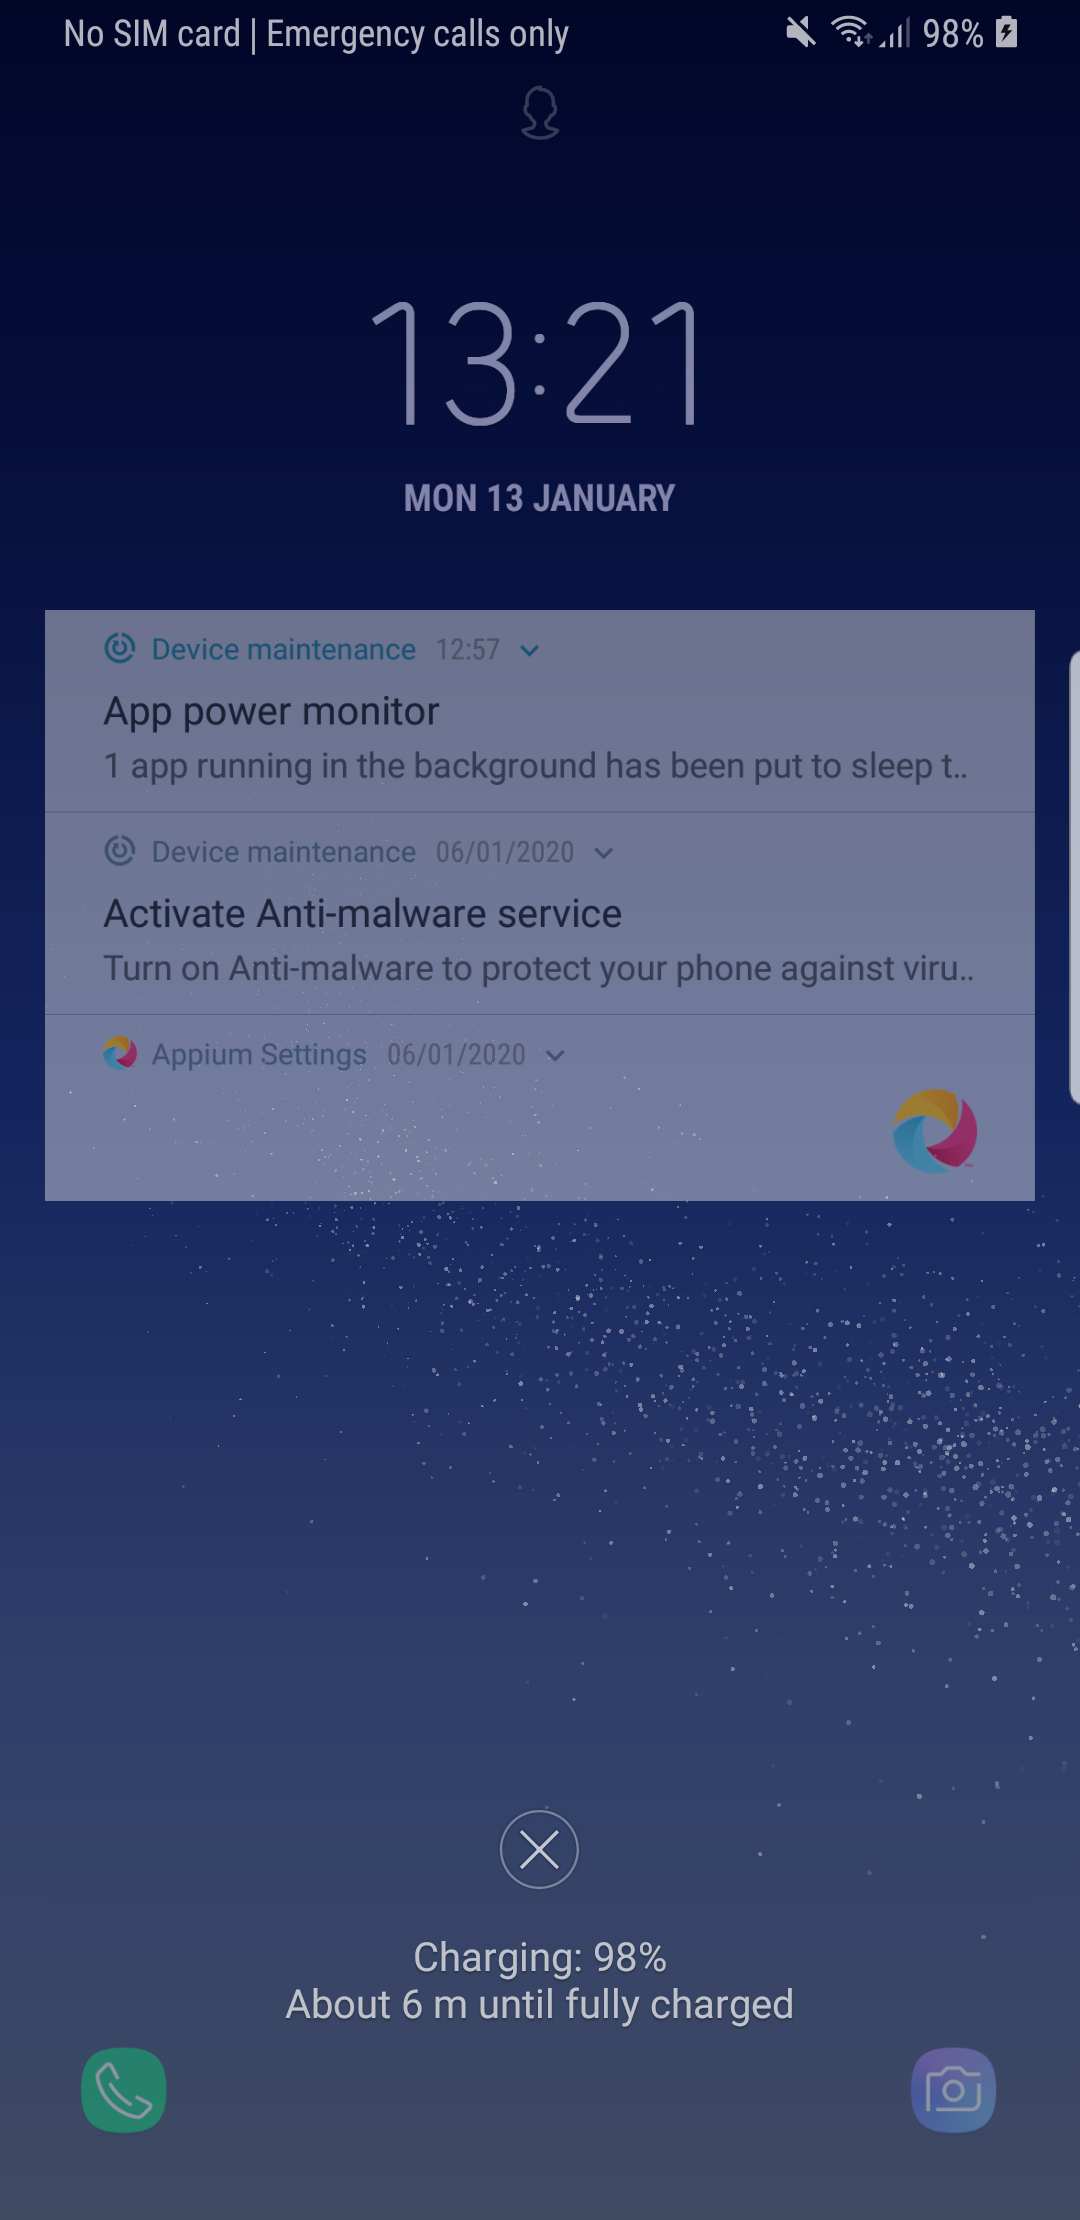 No SIM card | Emergency calls only 98%
13:21
MON 13 JANUARY
Device maintenance 12:57
App power monitor
1 app running in the background has been put to sleep t..
Device maintenance 06/01/2020
Activate Anti-malware service
Turn on Anti-malware to protect your phone against viru..
Appium Settings 06/01/2020
Charging: 98%
About 6 m until fully charged